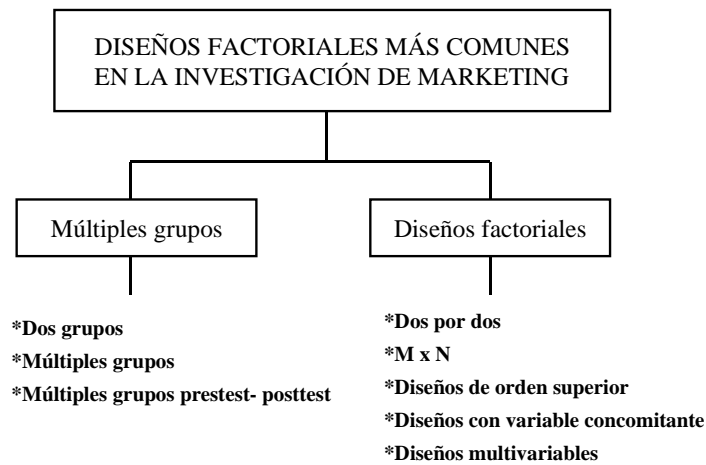 DISEÑOS FACTORIALES MÁS COMUNES
EN LA INVESTIGACIÓN DE MARKETING
Múltiples grupos
Diseños factoriales
*Dos grupos
*Múltiples grupos
*Múltiples grupos prestest- posttest
*Dos por dos
*M x N
*Diseños de orden superior
*Diseños con variable concomitante
*Diseños multivariables